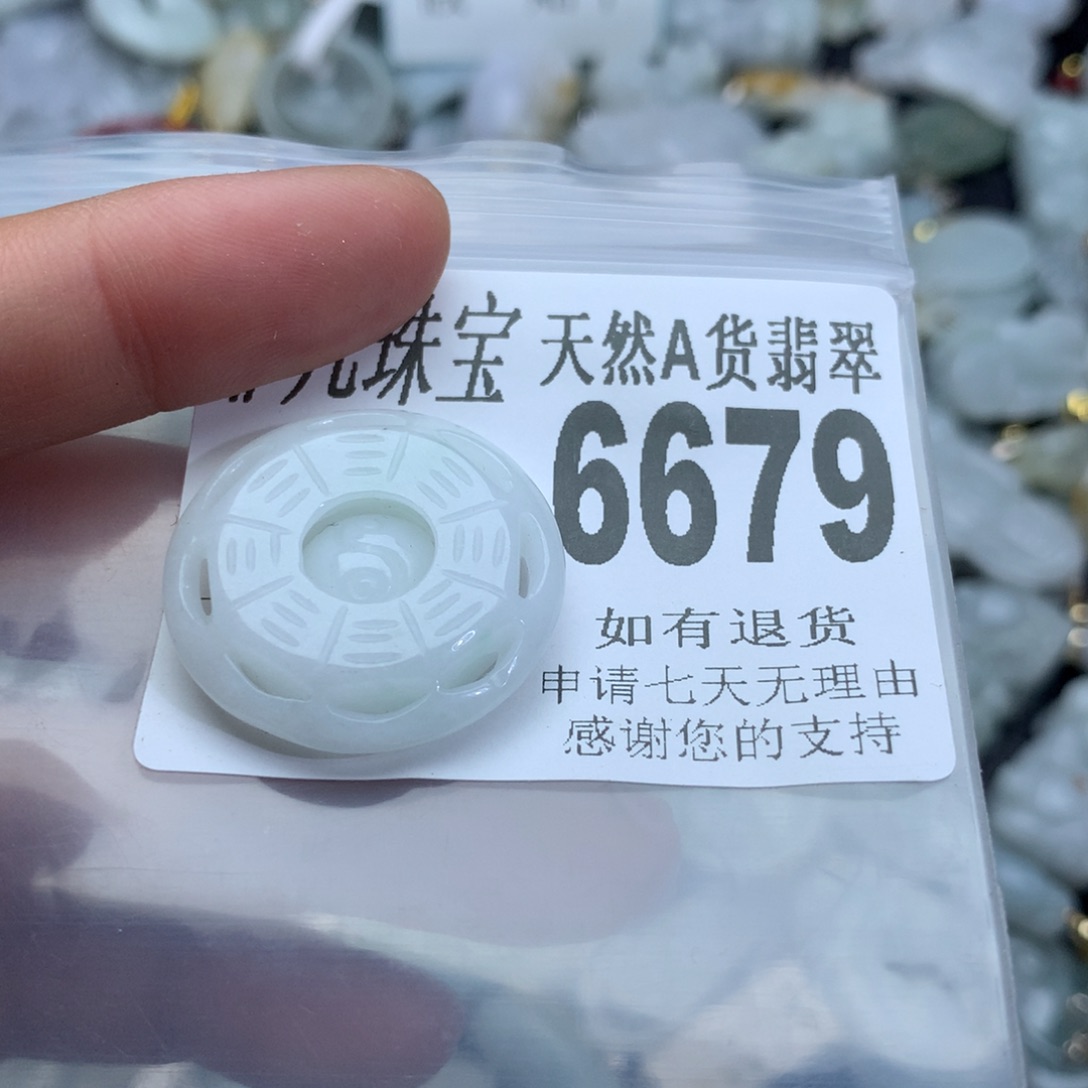 珠宝 天然A货翡翠
6679
如有退货
申请七天无理由
感谢您的支持